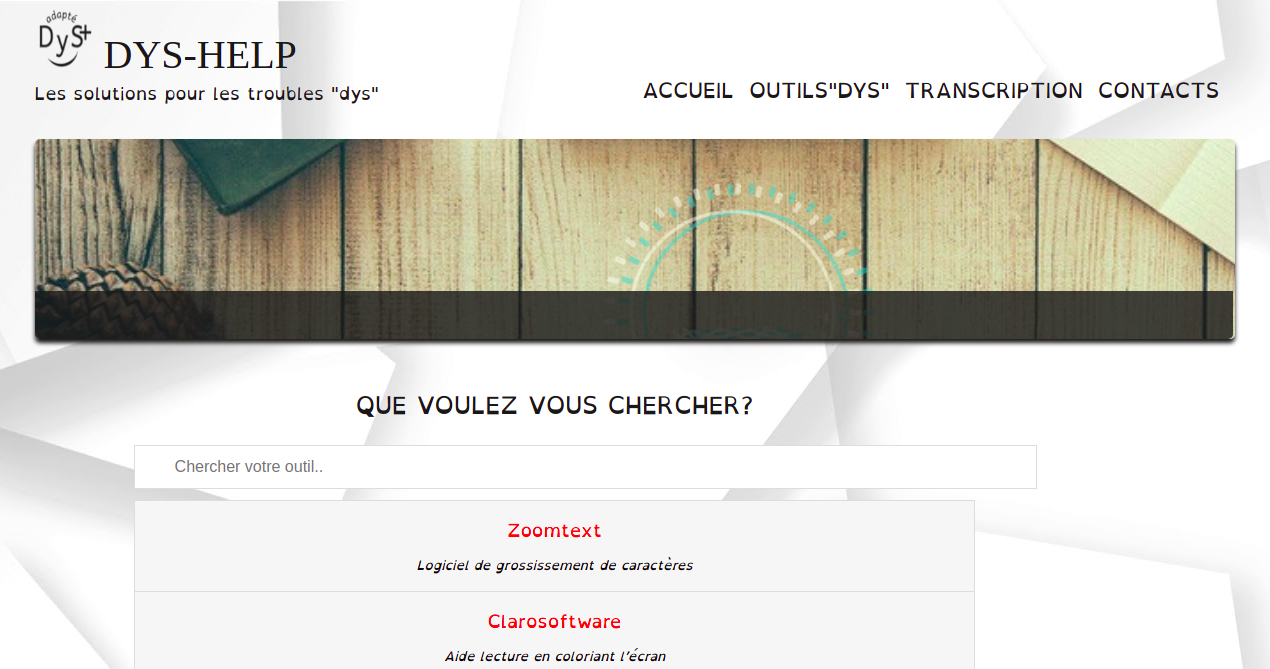 adapté
DyS+
DYS-HELP
Les solutions pour les troubles "dys"
ACCUEIL OUTILS"DYS" TRANSCRIPTION CONTACTS
QUE VOULEZ VOUS CHERCHER?
Chercher votre outil..
Zoomtext
Logiciel de grossissement de caractères
Clarosoftware
Aide lecture en coloriant l'écran